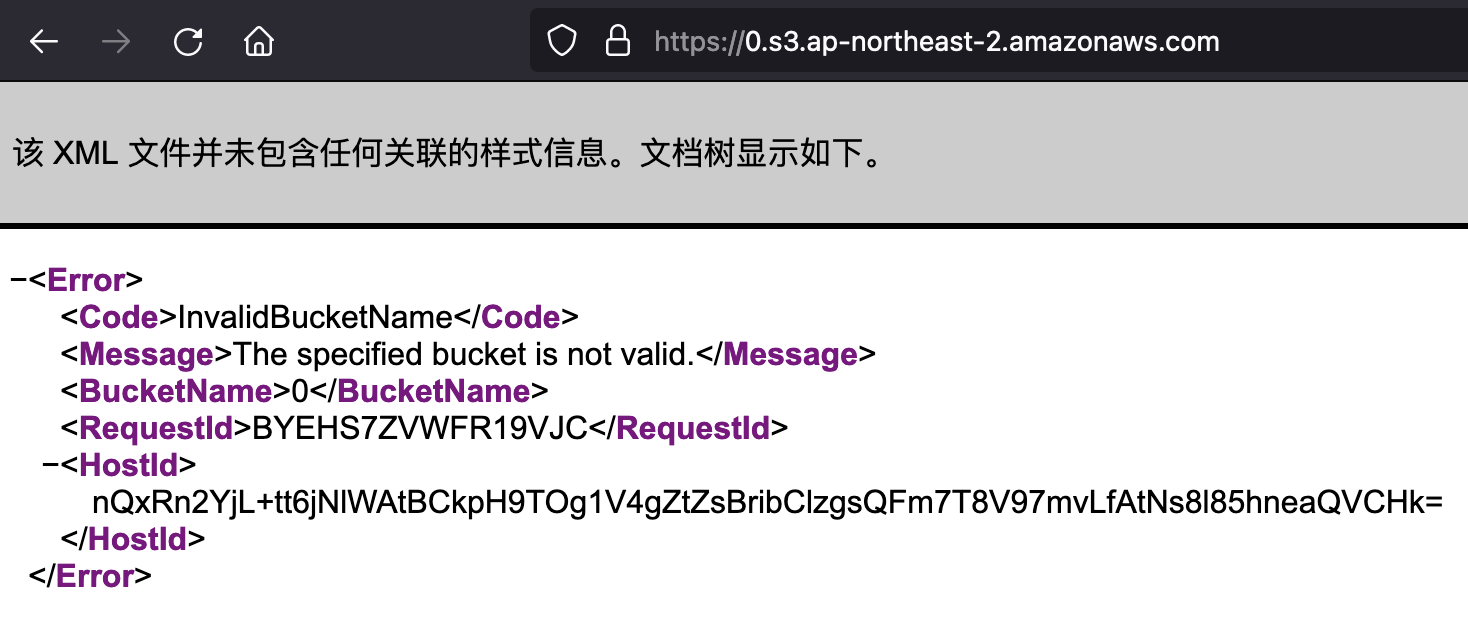 https://0.s3.ap-northeast-2.amazonaws.com
该 XML 文件并未包含任何关联的样式信息。文档树显示如下。
−<Error>
<Code>InvalidBucketName</Code>
<Message>The specified bucket is not valid.</Message>
<BucketName>0</BucketName>
<RequestId>BYEHS7ZVWFR19VJC</RequestId>
−<HostId>
nQxRn2YjL+tt6jNlWAtBCkpH9TOg1V4gZtZsBribClzgsQFm7T8V97mvLfAtNs8l85hneaQVCHk=
</HostId>
</Error>